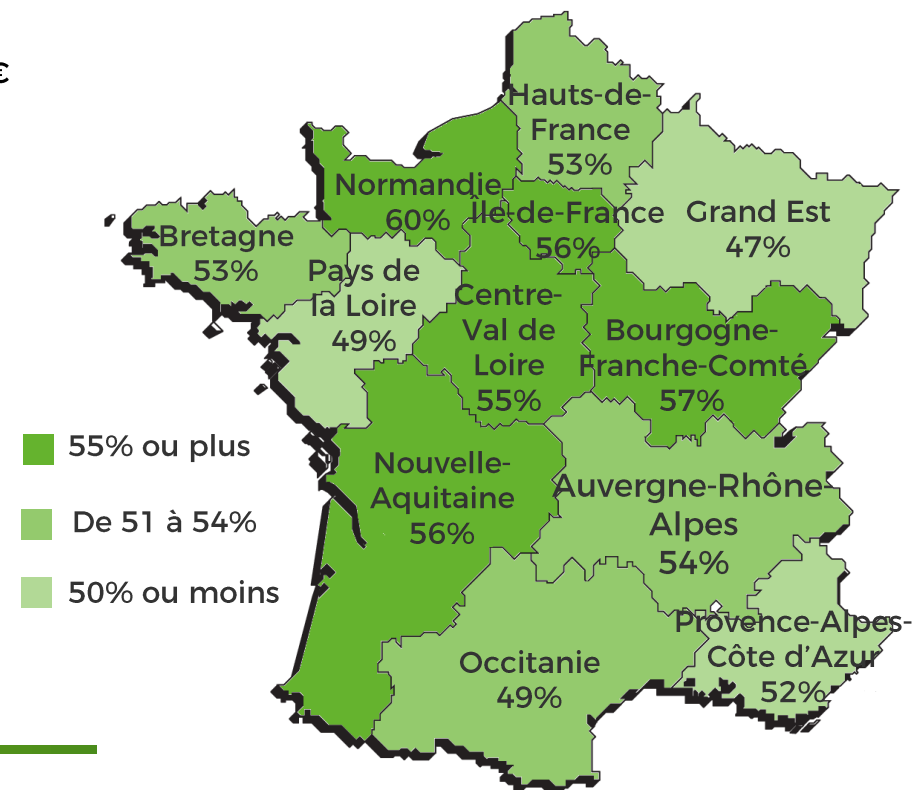 €
Hauts-de-
France
53%
Normandie
60%
Île-de-France
56%
Grand Est
47%
Bretagne
53%
Pays de
la Loire
49%
Centre-
Val de
Loire
55%
Bourgogne-
Franche-Comté
57%
55% ou plus
De 51 à 54%
50% ou moins
Nouvelle-
Aquitaine
56%
Auvergne-Rhône-
Alpes
54%
Provence-Alpes-
Côte d’Azur
52%
Occitanie
49%